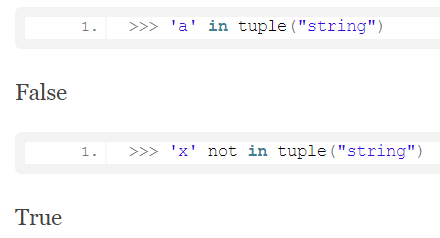 1. >>> 'a' in tuple("string")
False
1. >>> 'x' not in tuple("string")
True